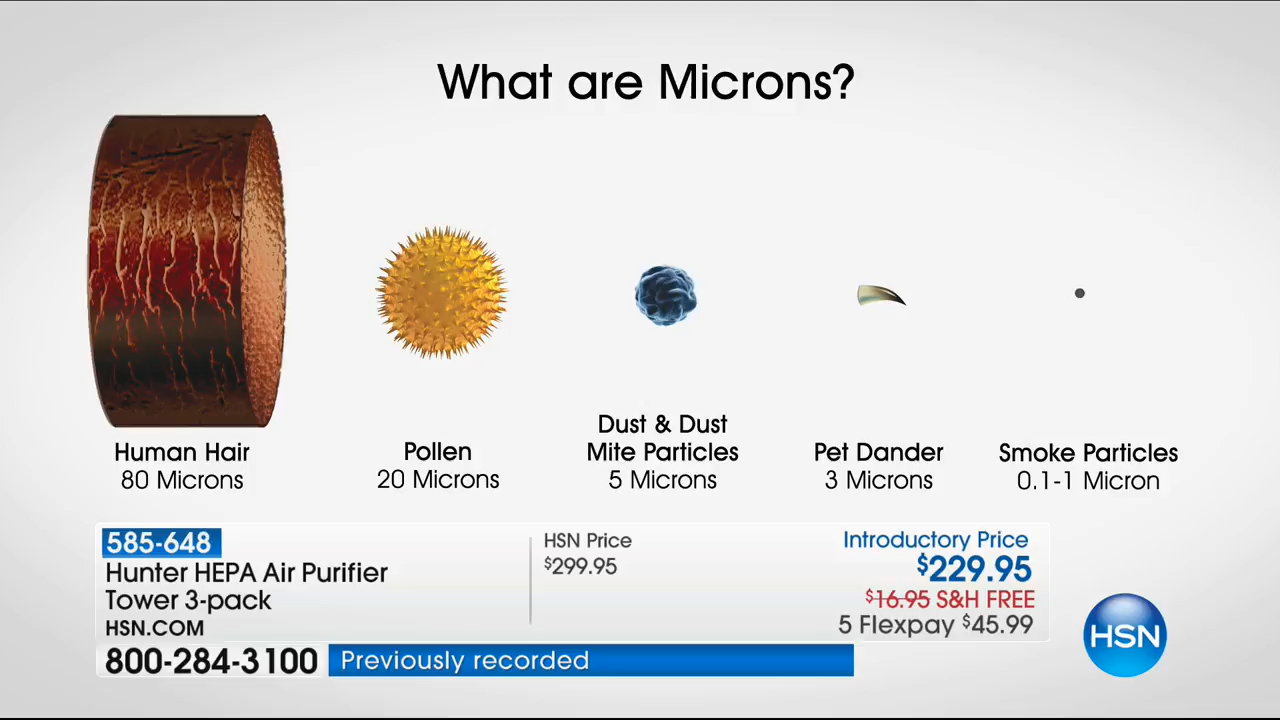 What are Microns?
Human Hair
80 Microns
Pollen
20 Microns
Dust & Dust
Mite Particles
5 Microns
Pet Dander
3 Microns
Smoke Particles
0.1-1 Micron
585-648
Hunter HEPA Air Purifier
Tower 3-pack
HSN.COM
HSN Price
$299.95
Introductory Price
$229.95
$16.95 S&H FREE
5 Flexpay $45.99
800-284-3100
Previously recorded
HSN